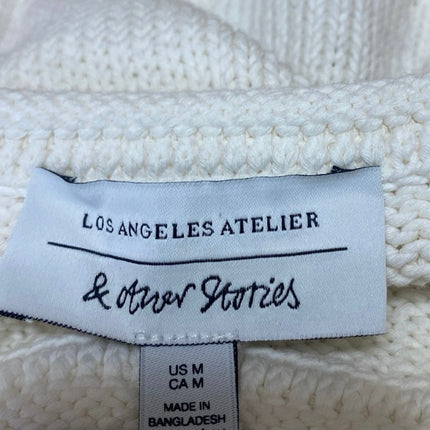 LOS ANGELES ATELIER
& other Stories
US M
CA M
MADE IN
BANGLADESH